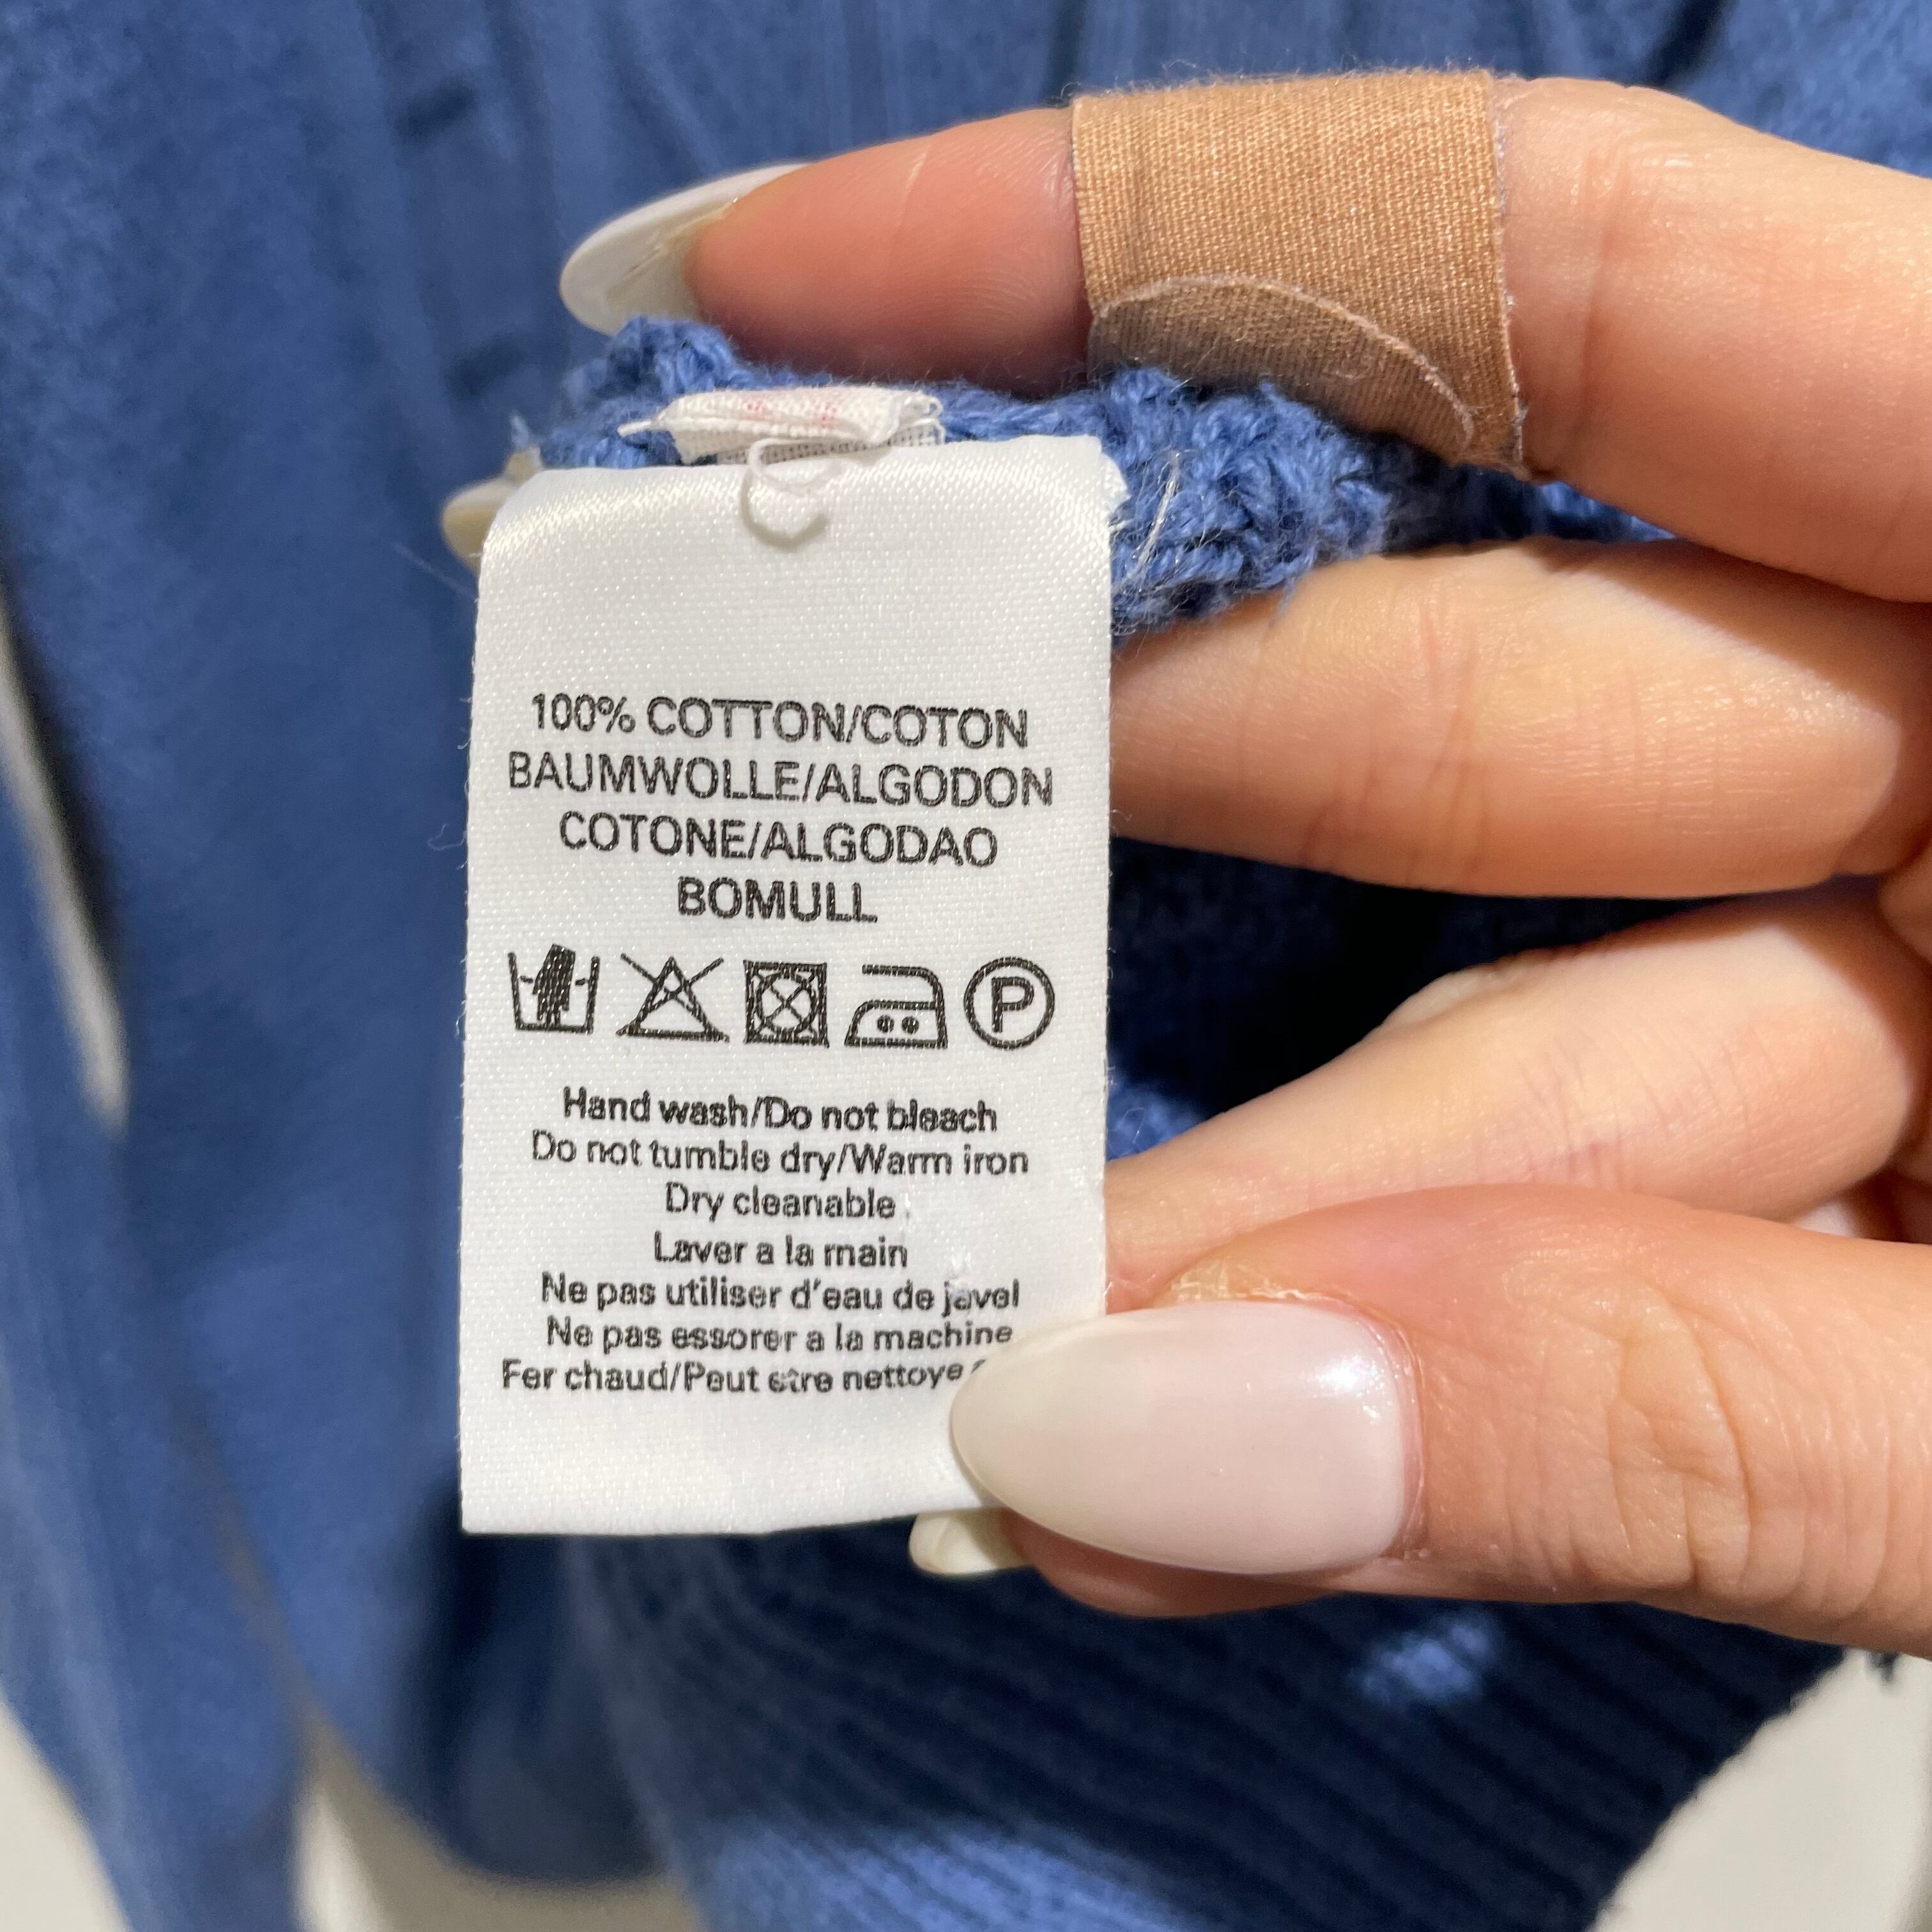 100% COTTON/COTON
BAUMWOLLE/ALGODON
COTONE/ALGODAO
BOMULL
P
Hand wash/Do not bleach
Do not tumble dry/Warm iron
Dry cleanable
Laver a la main
Ne pas utiliser d'eau de javel
Ne pas essorer a la machine
Fer chaud/Peut etre nettoye